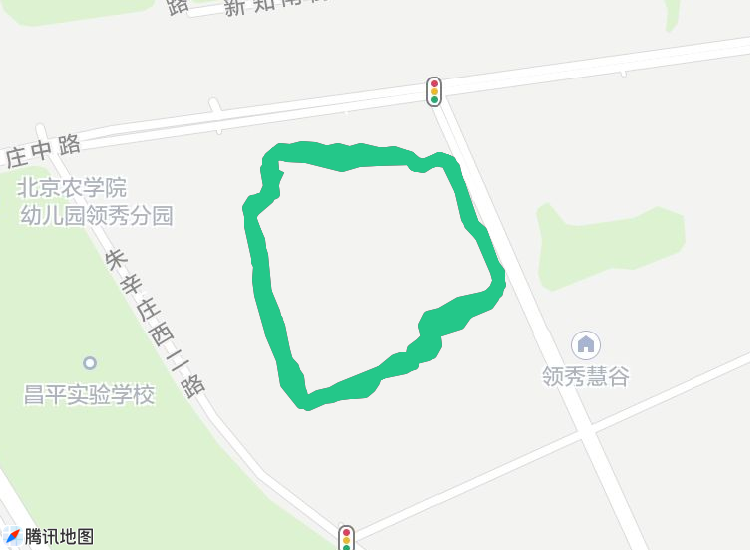 路
新知南
庄中路
北京农学院
幼儿园领秀分园
朱辛庄西二路
昌平实验学校
领秀慧谷
腾讯地图